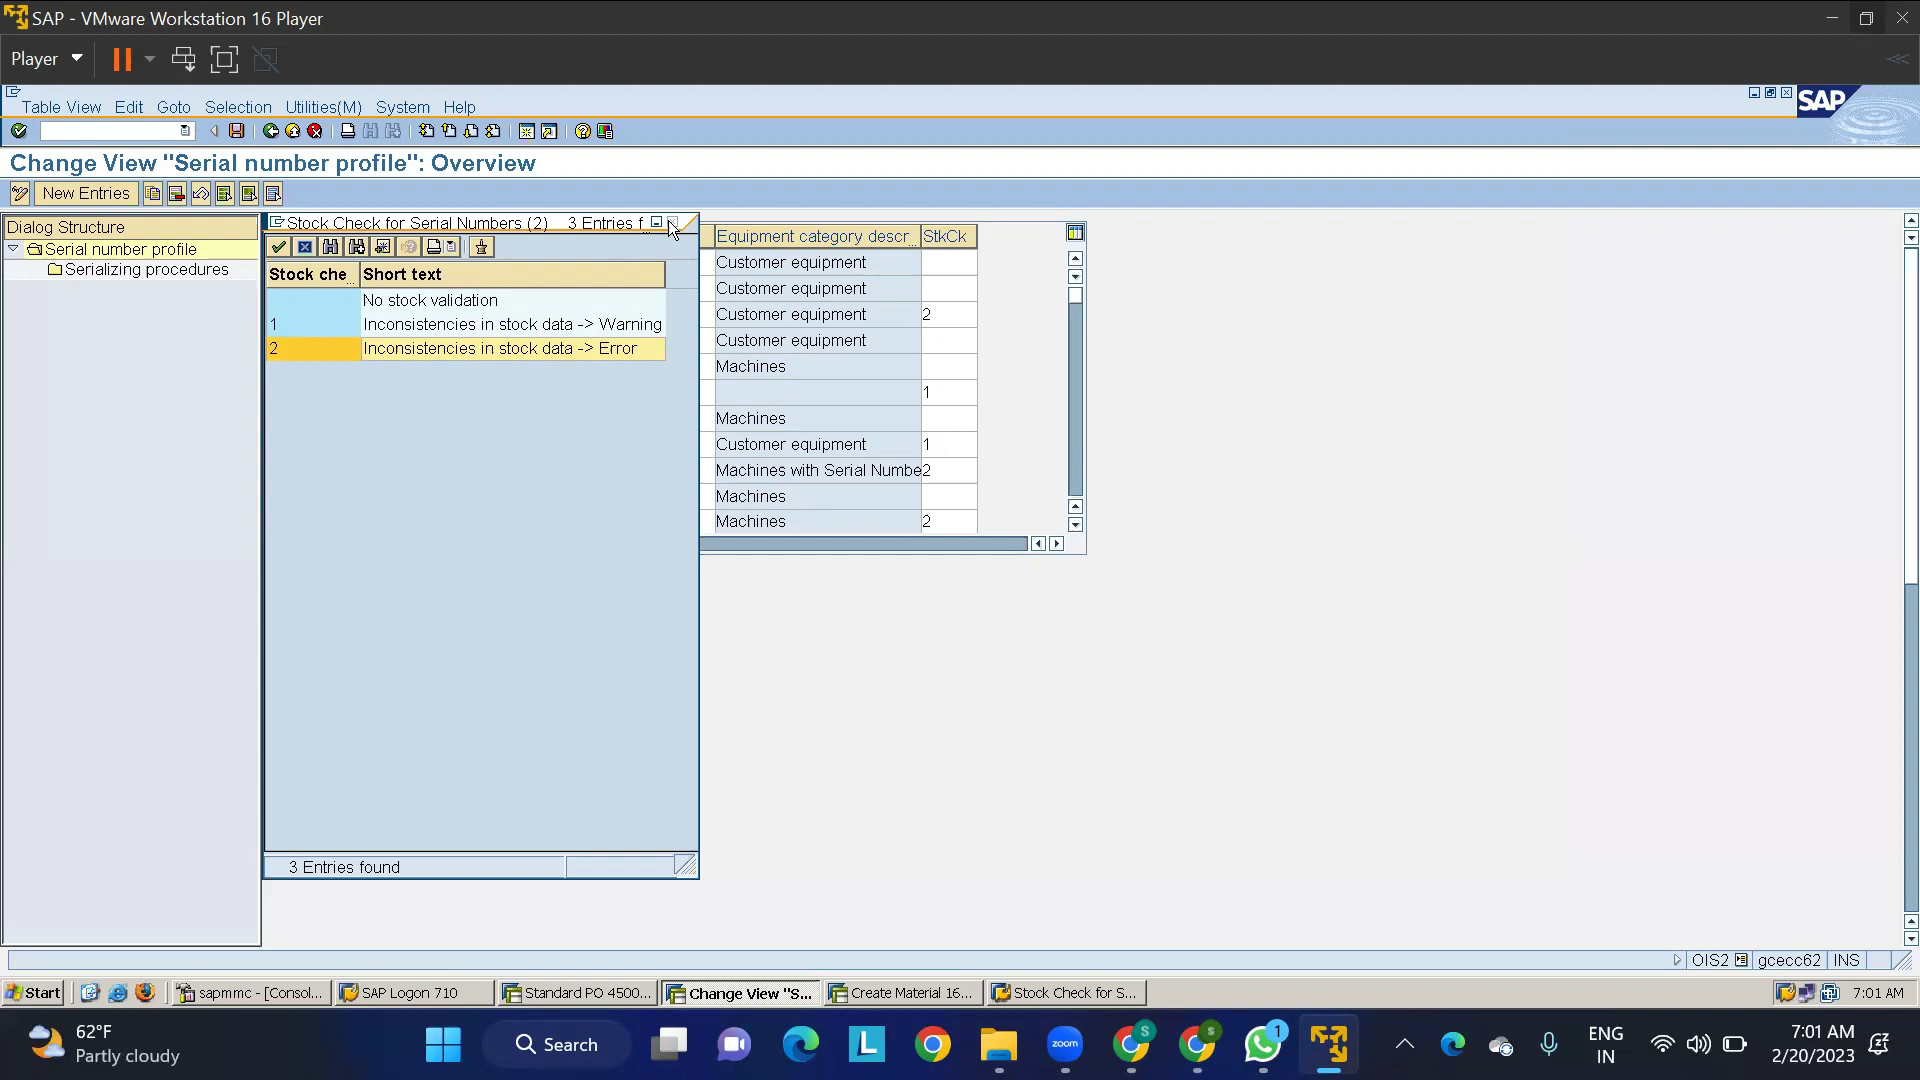 SAP - VMware Workstation 16 Player
Player
Table View Edit Goto Selection Utilities(M) System Help
SAP
Change View "Serial number profile": Overview
New Entries
Dialog Structure
Serial number profile
Serializing procedures
Stock Check for Serial Numbers (2) 3 Entries f...
Stock che... Short text
No stock validation
1 Inconsistencies in stock data -> Warning
2 Inconsistencies in stock data -> Error
3 Entries found
Equipment category descr... StkCk
Customer equipment
Customer equipment
Customer equipment 2
Customer equipment
Machines
1
Machines
Customer equipment 1
Machines with Serial Numbe 2
Machines
Machines 2
OIS2 gcecc62 INS
Start sapmmc - [Consol... SAP Logon 710 Standard PO 4500... Change View "S... Create Material 16... Stock Check for S... 7:01 AM
62°F
Partly cloudy
Search
L
zoom
S
S
1
ENG
IN
7:01 AM
2/20/2023